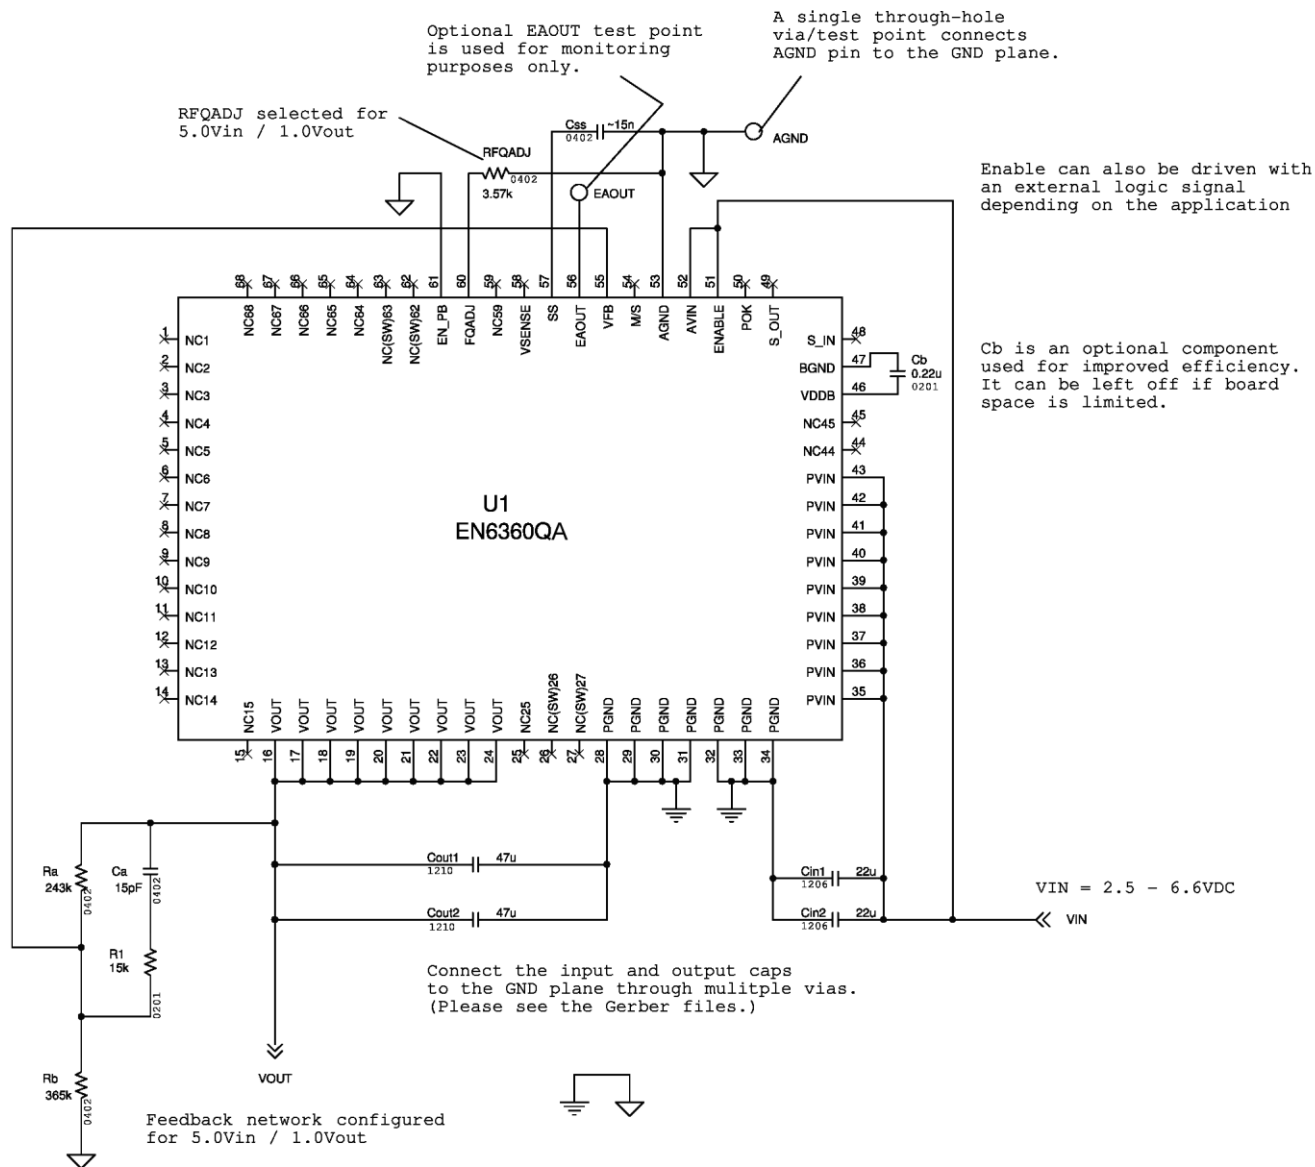 Optional EAOUT test point
is used for monitoring
purposes only.
A single through-hole
via/test point connects
AGND pin to the GND plane.
RFQADJ selected for
5.0Vin / 1.0Vout
Css
~15n
0402
AGND
RFQADJ
0402
3.57k
EAOUT
Enable can also be driven with
an external logic signal
depending on the application
68
67
66
65
64
63
62
61
60
59
58
57
56
55
54
53
52
51
50
49
NC68
NC67
NC66
NC65
NC64
NC(SW)63
NC(SW)62
EN_PB
FQADJ
NC59
VSENSE
SS
EAOUT
VFB
M/S
AGND
AVIN
ENABLE
POK
S_OUT
1 NC1
2 NC2
3 NC3
4 NC4
5 NC5
6 NC6
7 NC7
8 NC8
9 NC9
10 NC10
11 NC11
12 NC12
13 NC13
14 NC14
U1
EN6360QA
S_IN 48
BGND 47
VDDB 46
NC45 45
NC44 44
PVIN 43
PVIN 42
PVIN 41
PVIN 40
PVIN 39
PVIN 38
PVIN 37
PVIN 36
PVIN 35
Cb
0.22u
0201
Cb is an optional component
used for improved efficiency.
It can be left off if board
space is limited.
NC15
VOUT
VOUT
VOUT
VOUT
VOUT
VOUT
VOUT
VOUT
VOUT
NC25
NC(SW)26
NC(SW)27
PGND
PGND
PGND
PGND
PGND
PGND
PGND
15
16
17
18
19
20
21
22
23
24
25
26
27
28
29
30
31
32
33
34
Ra
243k
0402
Ca
15pF
0402
Cout1
47u
1210
Cout2
47u
1210
Cin1
22u
1206
Cin2
22u
1206
VIN = 2.5 - 6.6VDC
VIN
R1
15k
0201
Connect the input and output caps
to the GND plane through mulitple vias.
(Please see the Gerber files.)
Rb
365k
0402
VOUT
Feedback network configured
for 5.0Vin / 1.0Vout